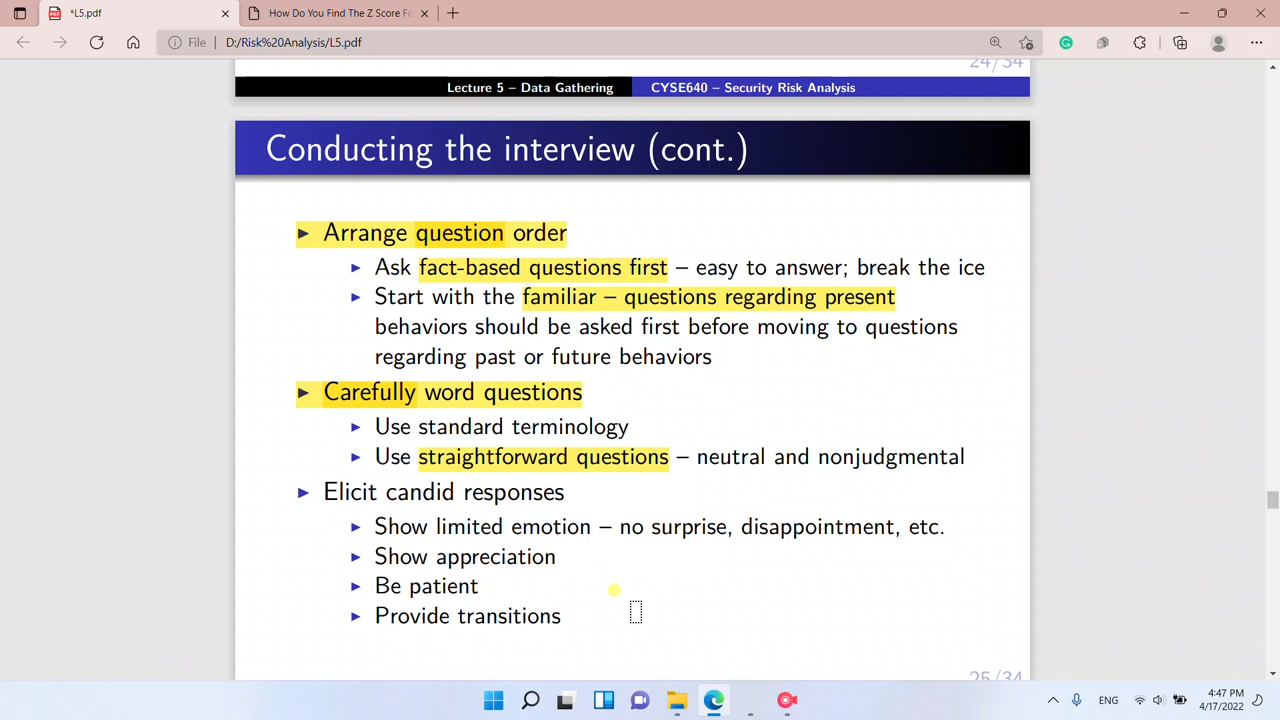 *L5.pdf
How Do You Find The Z Score Fo
File
D:/Risk%20Analysis/L5.pdf
24/34
Lecture 5 – Data Gathering
CYSE640 – Security Risk Analysis
Conducting the interview (cont.)
Arrange question order
Ask fact-based questions first – easy to answer; break the ice
Start with the familiar – questions regarding present
behaviors should be asked first before moving to questions
regarding past or future behaviors
Carefully word questions
Use standard terminology
Use straightforward questions – neutral and nonjudgmental
Elicit candid responses
Show limited emotion – no surprise, disappointment, etc.
Show appreciation
Be patient
Provide transitions
25/34
ENG
4:47 PM
4/17/2022